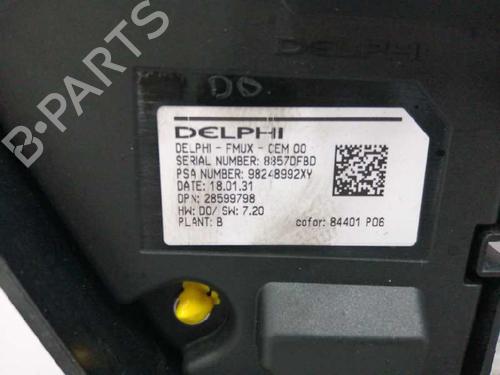 B-PARTS
DELPHI
DO
DELPHI
DELPHI - FMUX - CEM 00
SERIAL NUMBER: 8857DFBD
PSA NUMBER: 98248992XY
DATE: 18.01.31
DPN: 28599798
HW: D0/ SW: 7.20
PLANT: B
cofor: 84401 P06